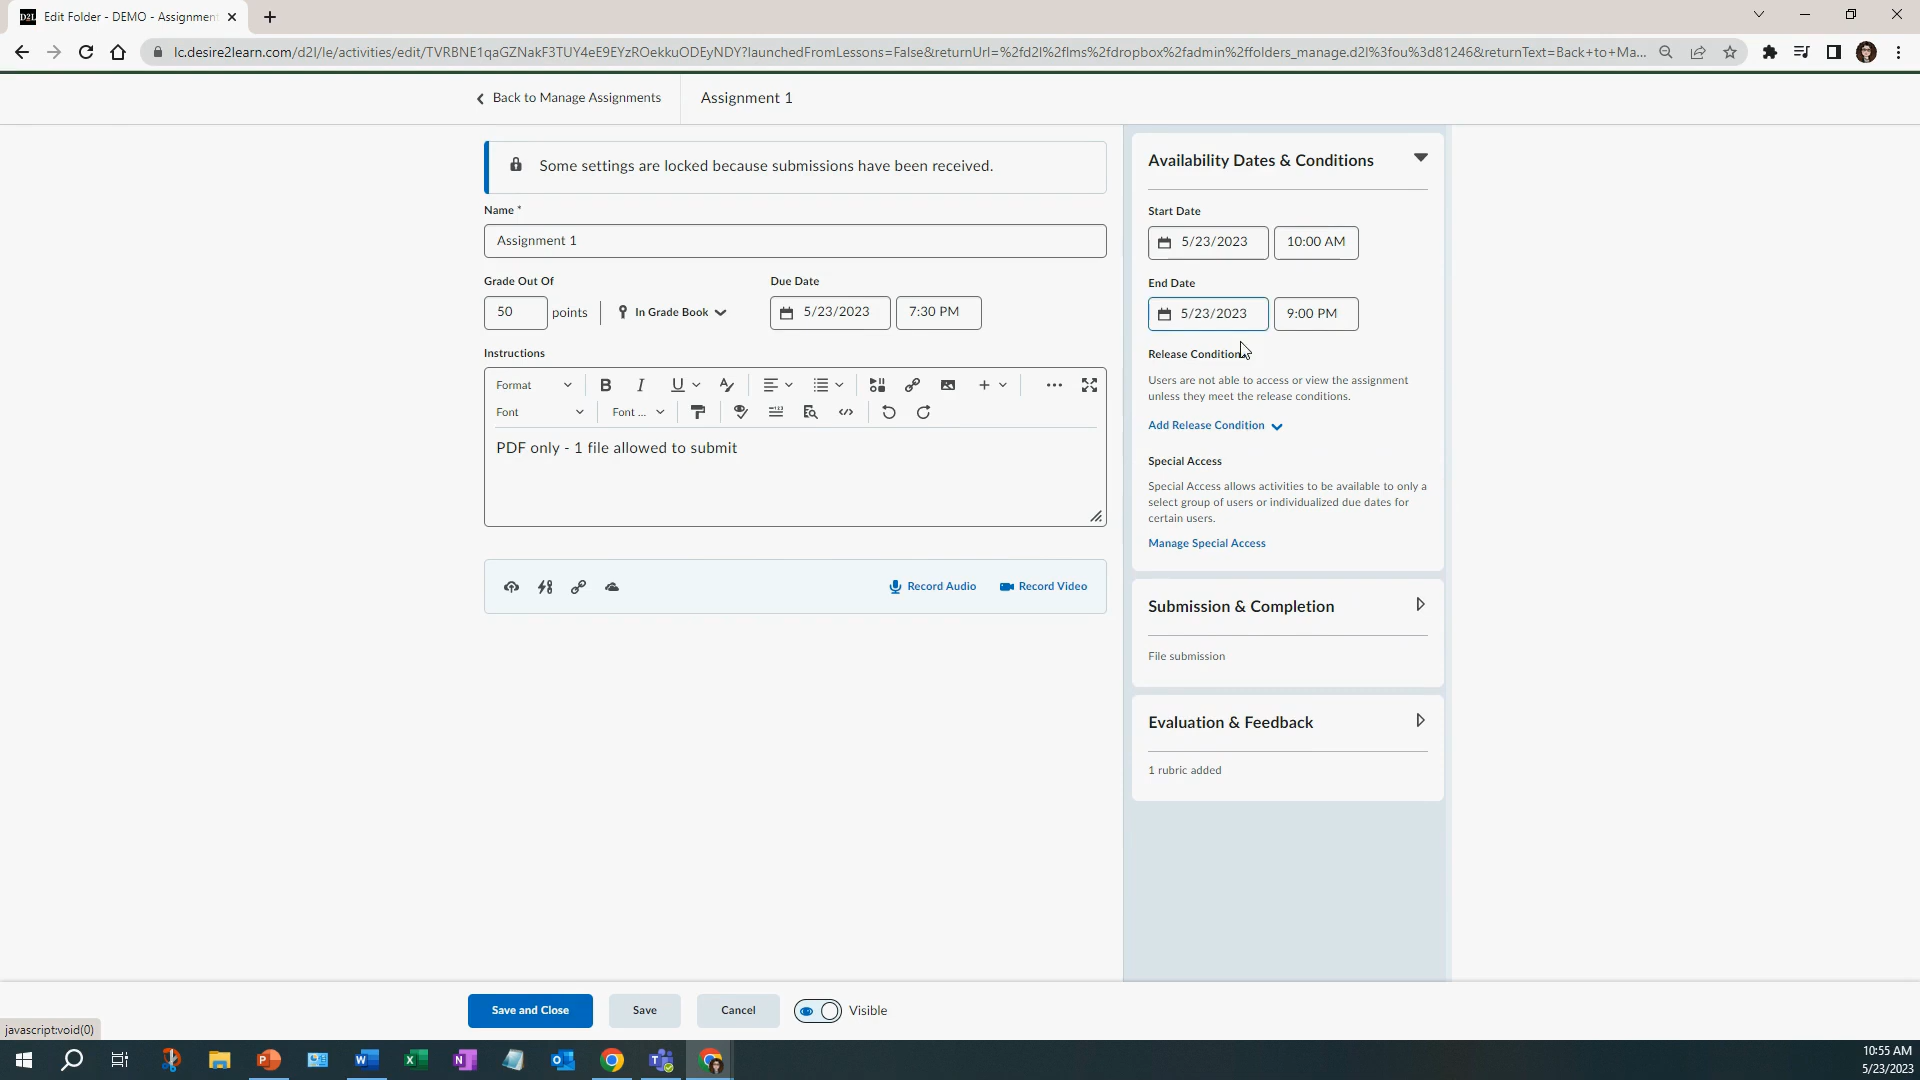 D2L Edit Folder - DEMO - Assignment
lc.desire2learn.com/d2l/le/activities/edit/TVRBNE1qaGZNakF3TUY4eE9EYzROekkuODEyNDY?launchedFromLessons=False&returnUrl=%2fd2l%2flms%2fdropbox%2fadmin%2ffolders_manage.d2l%3fou%3d81246&returnText=Back+to+Ma...
Back to Manage Assignments
Assignment 1
Some settings are locked because submissions have been received.
Name *
Assignment 1
Grade Out Of
50 points
In Grade Book
Due Date
5/23/2023 7:30 PM
Instructions
Format
Font
Font ...
PDF only - 1 file allowed to submit
Record Audio
Record Video
Availability Dates & Conditions
Start Date
5/23/2023 10:00 AM
End Date
5/23/2023 9:00 PM
Release Condition
Users are not able to access or view the assignment
unless they meet the release conditions.
Add Release Condition
Special Access
Special Access allows activities to be available to only a
select group of users or individualized due dates for
certain users.
Manage Special Access
Submission & Completion
File submission
Evaluation & Feedback
1 rubric added
Save and Close
Save
Cancel
Visible
javascript:void(0)
10:55 AM
5/23/2023